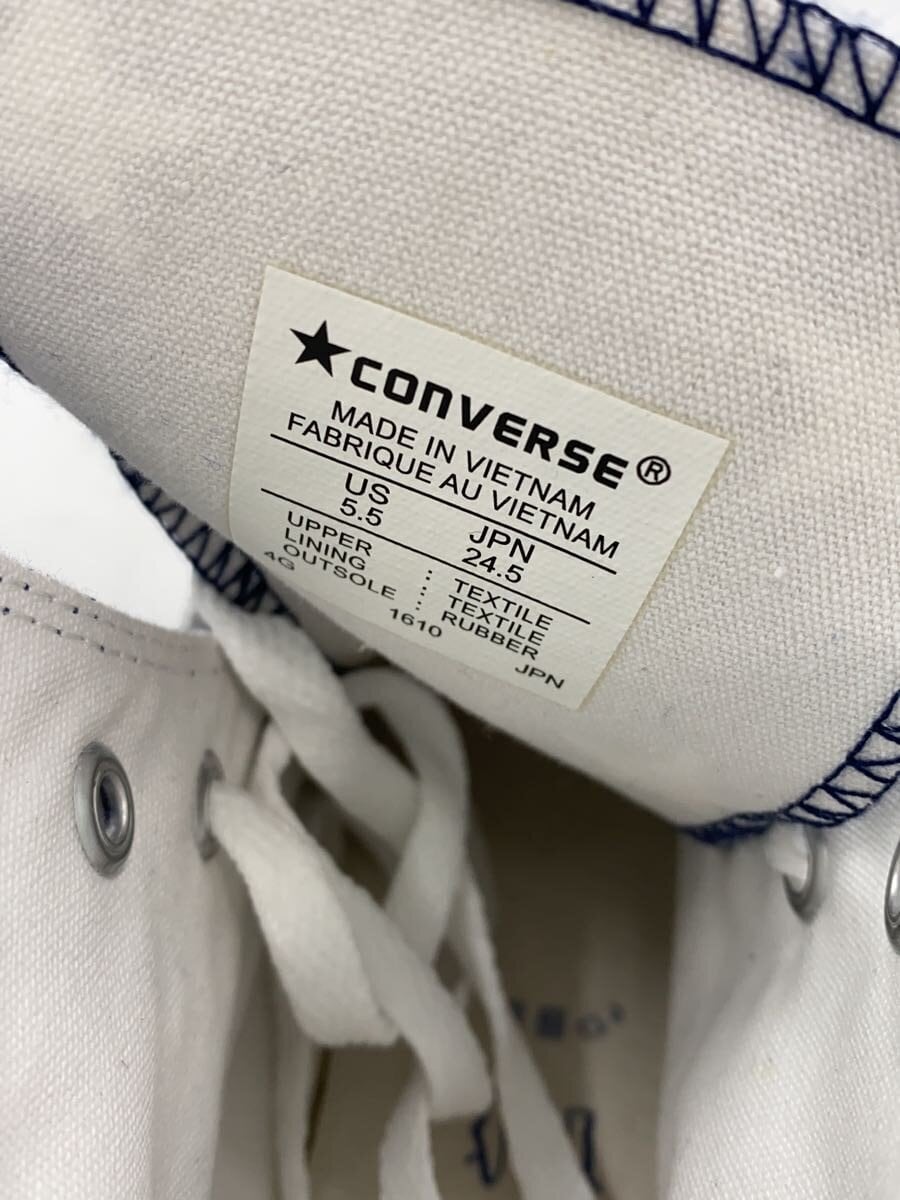 ★CONVERSE®
MADE IN VIETNAM
FABRIQUE AU VIETNAM
US JPN
5.5 24.5
UPPER : TEXTILE
LINING : TEXTILE
OUTSOLE : RUBBER
4G 1610 JPN